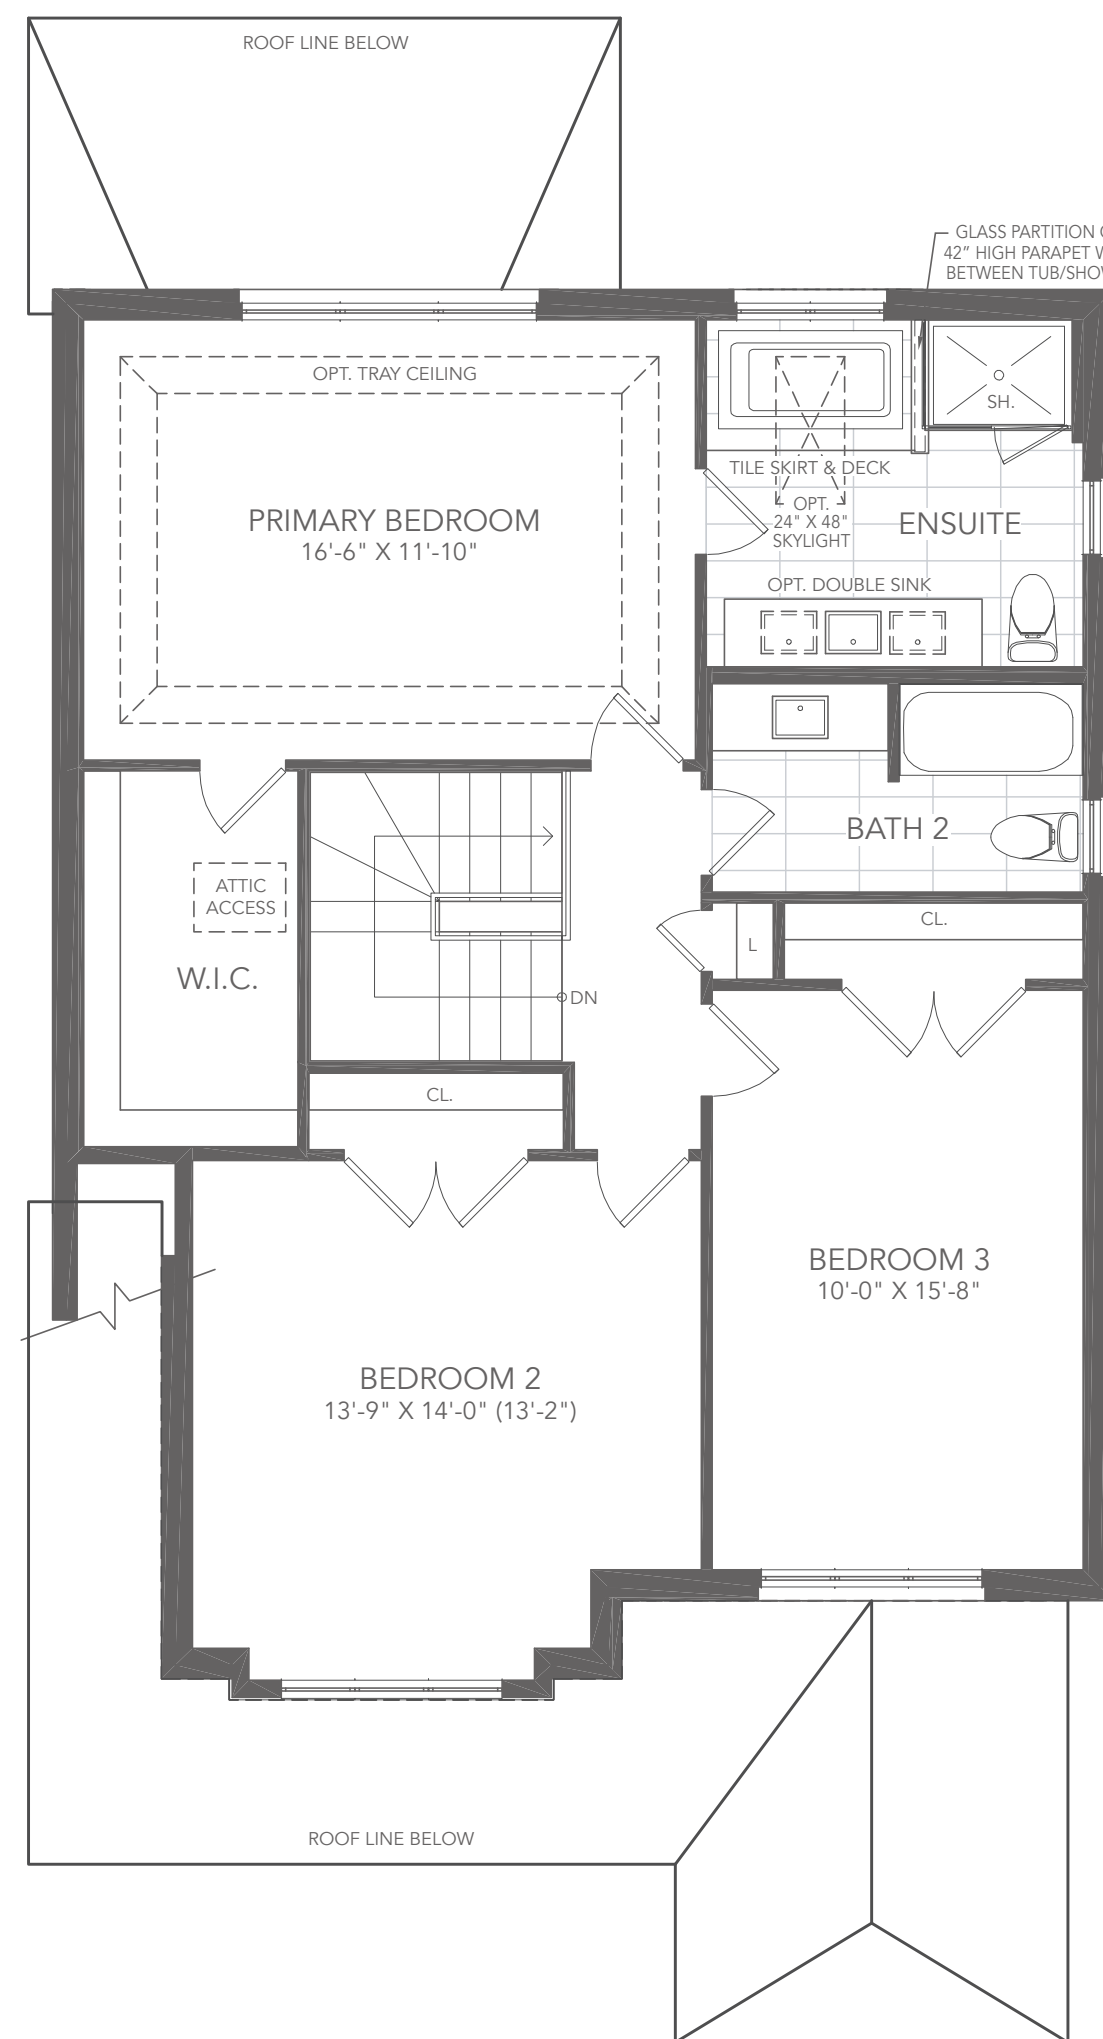 ROOF LINE BELOW
GLASS PARTITION
42" HIGH PARAPET
BETWEEN
OPT. TRAY CEILING
SH.
TILE SKIRT & DECK
PRIMARY BEDROOM
16'-6" X 11'-10"
OPT.
24" X 48"
SKYLIGHT
ENSUITE
OPT. DOUBLE SINK
BATH 2
ATTIC
ACCESS
CL.
L
W.I.C.
DN
CL.
BEDROOM 3
10'-0" X 15'-8"
BEDROOM 2
13'-9" X 14'-0" (13'-2")
ROOF LINE BELOW